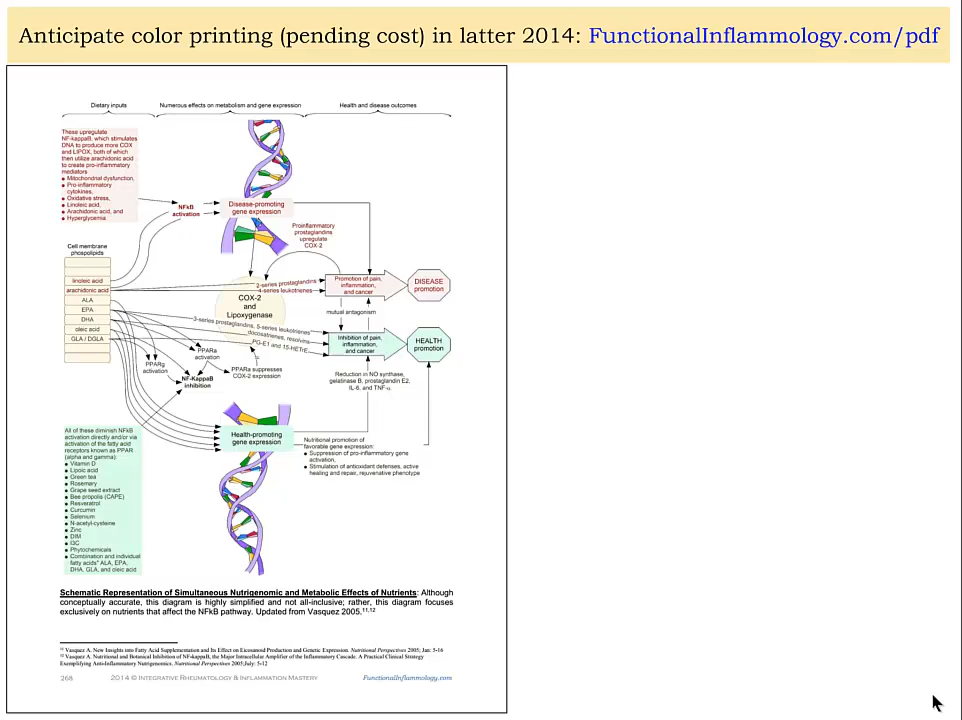 Anticipate color printing (pending cost) in latter 2014: FunctionalInflammology.com/pdf
Dietary inputs
Numerous effects on metabolism and gene expression
Health and disease outcomes
These upregulate
NF-kappaB, which stimulates
DNA to produce more COX
and LIPOX, both of which
then utilize arachidonic acid
to create pro-inflammatory
mediators
● Mitochondrial dysfunction,
● Pro-inflammatory
cytokines,
● Oxidative stress,
● Linoleic acid,
● Arachidonic acid, and
● Hyperglycemia
NFkB
activation
Disease-promoting
gene expression
Proinflammatory
prostaglandins
upregulate
COX-2
Cell membrane
phospolipids
linoleic acid
arachidonic acid
ALA
EPA
DHA
oleic acid
GLA / DGLA
2-series prostaglandins
4-series leukotrienes
COX-2
and
Lipoxygenase
Promotion of pain,
inflammation,
and cancer
DISEASE
promotion
mutual antagonism
3-series prostaglandins, 5-series leukotrienes
docosatrienes, resolvins
PG-E1 and 15-HETrE
Inhibition of pain,
inflammation,
and cancer
HEALTH
promotion
PPARa
activation
PPARg
activation
NF-KappaB
inhibition
PPARa suppresses
COX-2 expression
Reduction in NO synthase,
gelatinase B, prostaglandin E2,
IL-6, and TNF-α
Health-promoting
gene expression
Nutritional promotion of
favorable gene expression:
● Suppression of pro-inflammatory gene
activation,
● Stimulation of antioxidant defenses, active
healing and repair, rejuvenative phenotype
All of these diminish NFkB
activation directly and/or via
activation of the fatty acid
receptors known as PPAR
(alpha and gamma):
● Vitamin D
● Lipoic acid
● Green tea
● Rosemary
● Grape seed extract
● Bee propolis (CAPE)
● Resveratrol
● Curcumin
● Selenium
● N-acetyl-cysteine
● Zinc
● DIM
● I3C
● Phytochemicals
● Combination and individual
fatty acids" ALA, EPA,
DHA, GLA, and oleic acid
Schematic Representation of Simultaneous Nutrigenomic and Metabolic Effects of Nutrients: Although
conceptually accurate, this diagram is highly simplified and not all-inclusive; rather, this diagram focuses
exclusively on nutrients that affect the NFkB pathway. Updated from Vasquez 2005.11,12
11 Vasquez A. New Insights into Fatty Acid Supplementation and Its Effect on Eicosanoid Production and Genetic Expression. Nutritional Perspectives 2005; Jan: 5-16
12 Vasquez A. Nutritional and Botanical Inhibition of NF-kappaB, the Major Intracellular Amplifier of the Inflammatory Cascade. A Practical Clinical Strategy
Exemplifying Anti-Inflammatory Nutrigenomics. Nutritional Perspectives 2005;July: 5-12
268 2014 © INTEGRATIVE RHEUMATOLOGY & INFLAMMATION MASTERY FunctionalInflammology.com